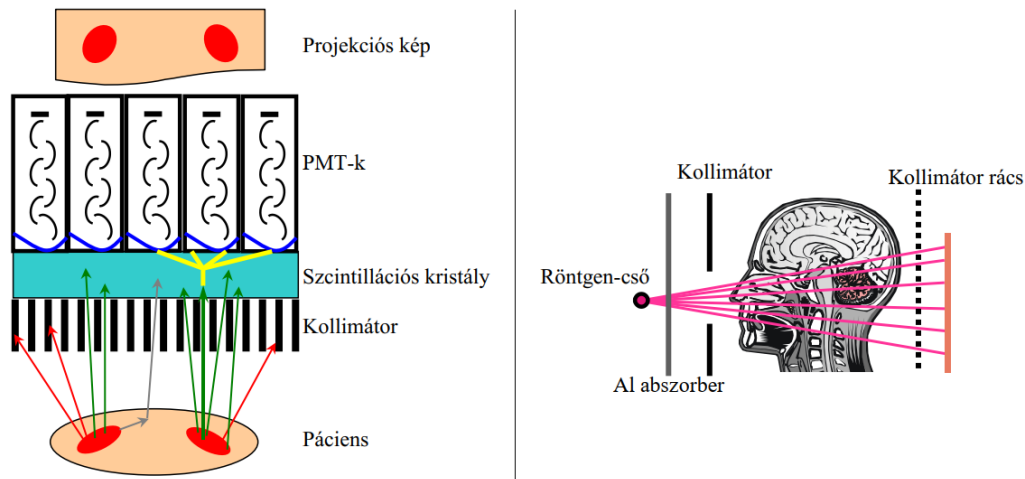 Projekciós kép
PMT-k
Szcintillációs kristály
Kollimátor
Páciens
Kollimátor
Kollimátor rács
Röntgen-cső
Al abszorber